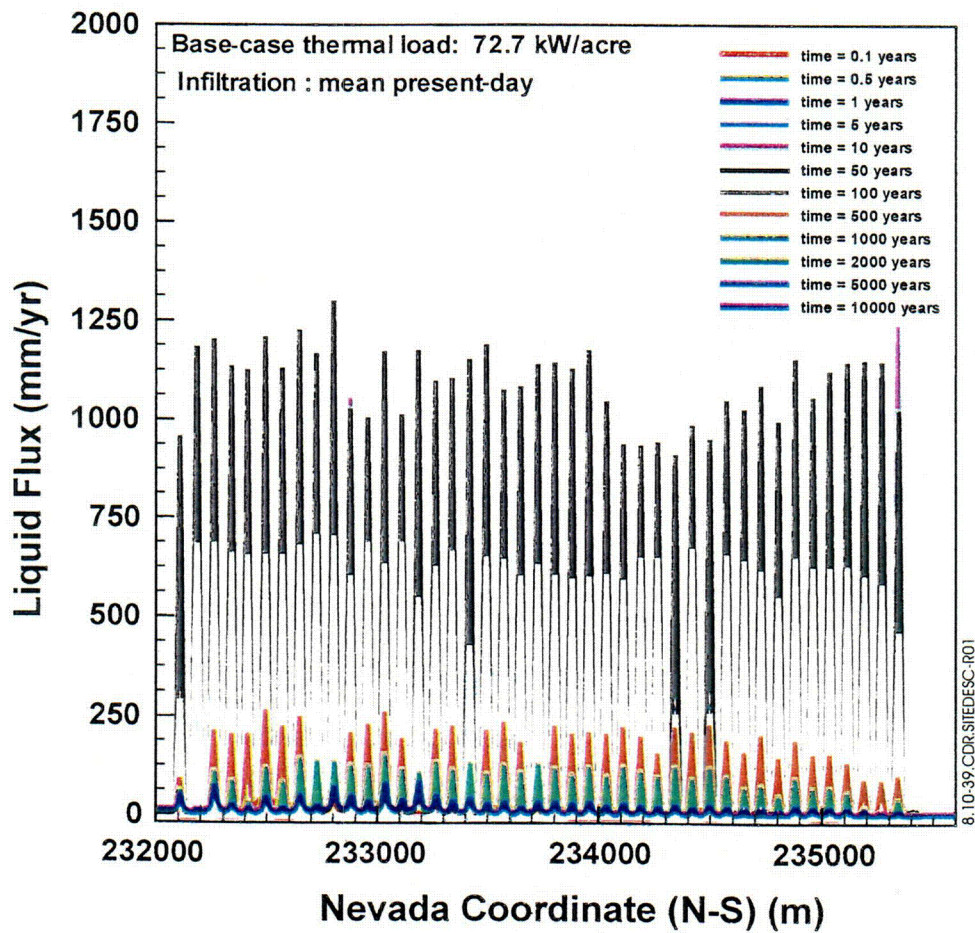 2000
1750
1500
1250
1000
750
500
250
0
Liquid Flux (mm/yr)
Base-case thermal load: 72.7 kW/acre
Infiltration : mean present-day
time = 0.1 years
time = 0.5 years
time = 1 years
time = 5 years
time = 10 years
time = 50 years
time = 100 years
time = 500 years
time = 1000 years
time = 2000 years
time = 5000 years
time = 10000 years
232000
233000
234000
235000
Nevada Coordinate (N-S) (m)
8.110-39.CDR.SITEDESC-R01